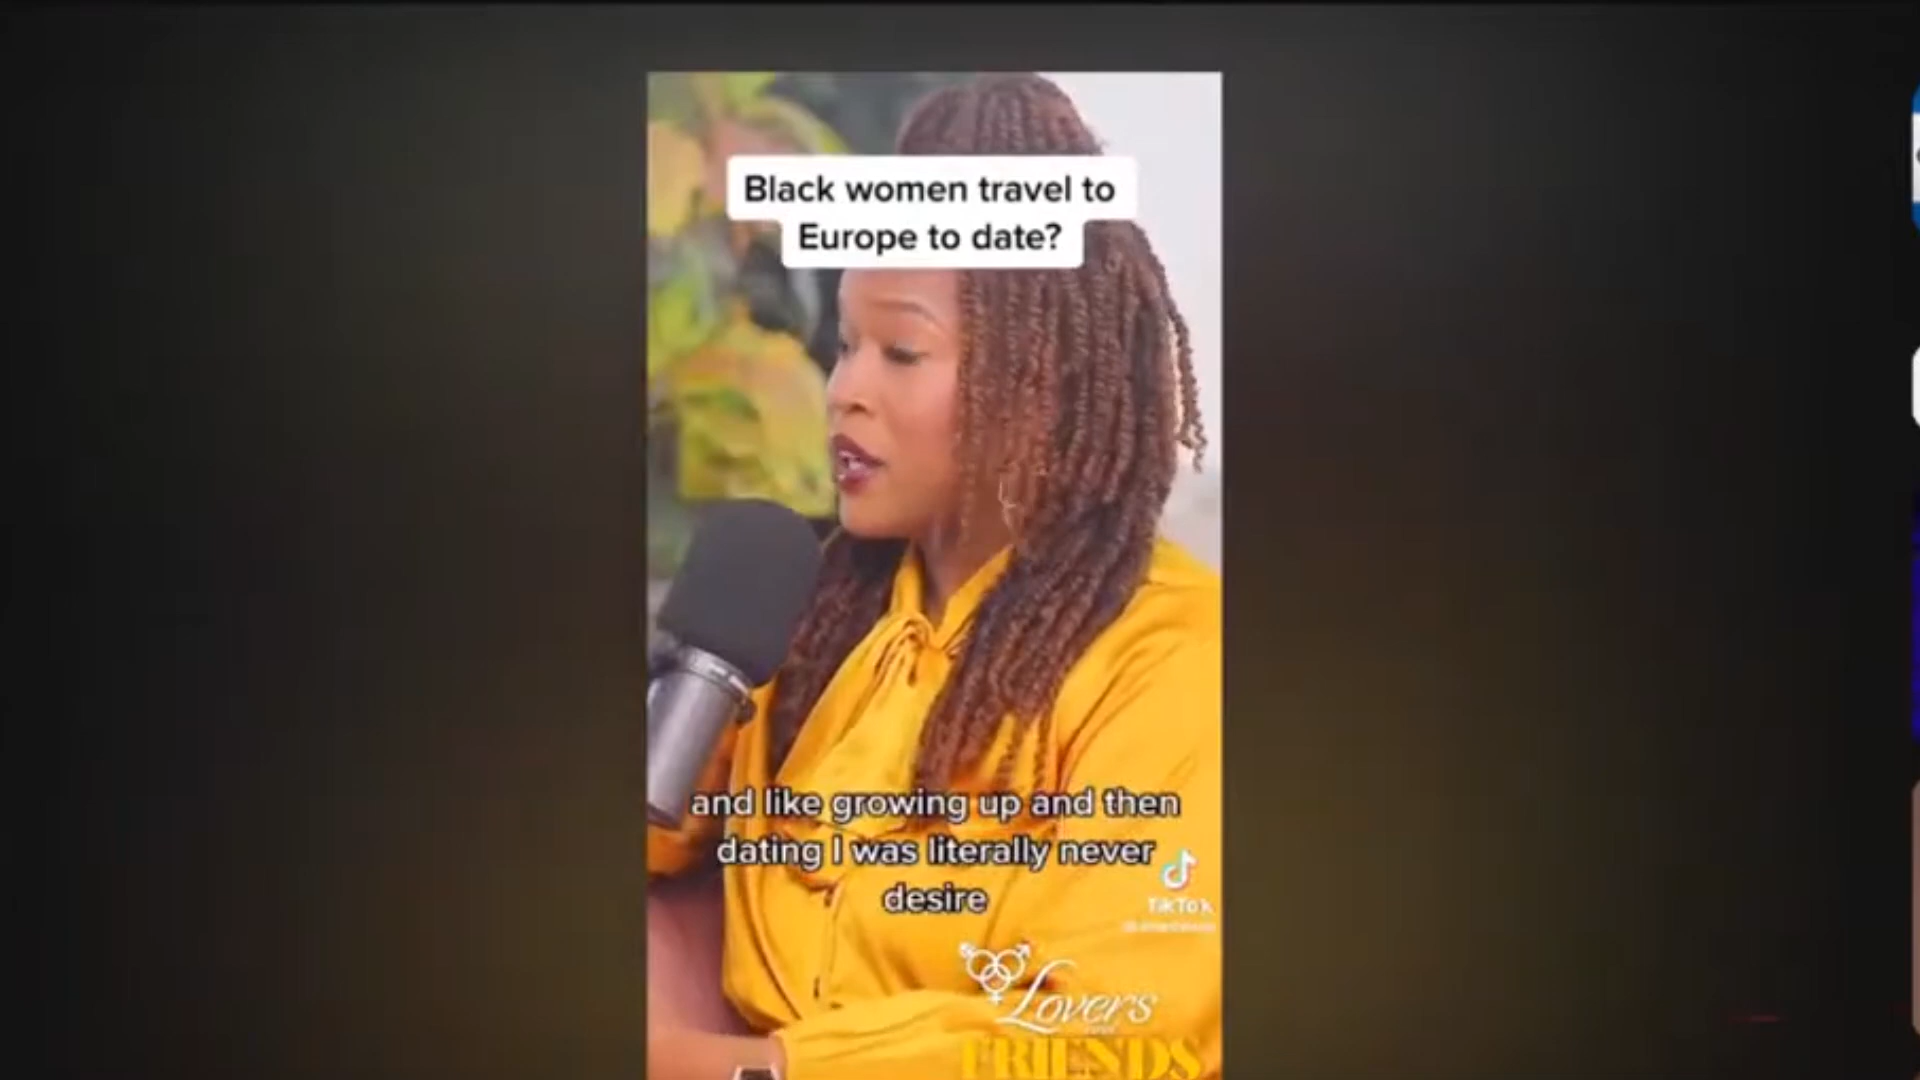 Black women travel to
Europe to date?
and like growing up and then
dating I was literally never
desire
TikTok
Lovers
FRIENDS